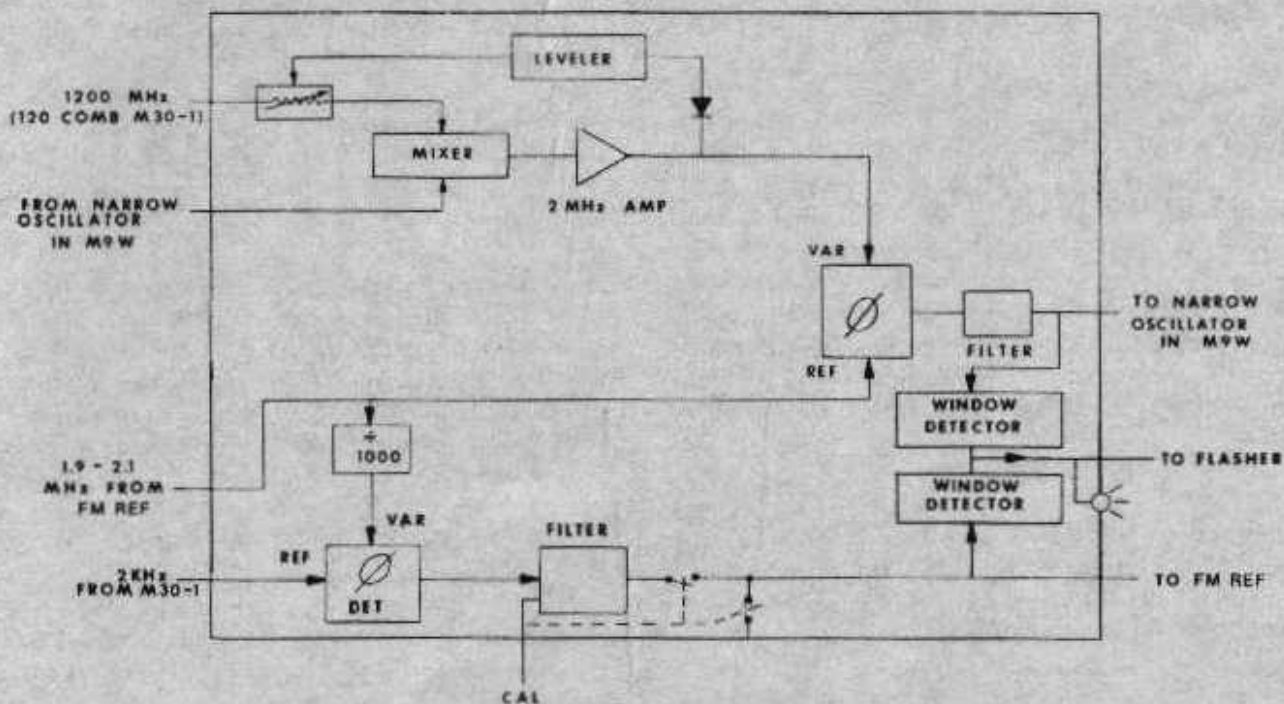 LEVELER
1200 MHz
(120 COMB M30-1)
MIXER
2 MHz AMP
FROM NARROW
OSCILLATOR
IN M9W
VAR
Ø
REF
FILTER
TO NARROW
OSCILLATOR
IN M9W
WINDOW
DETECTOR
÷
1000
1.9 - 2.1
MHz FROM
FM REF
TO FLASHER
WINDOW
DETECTOR
VAR
FILTER
REF
Ø
DET
2KHz
FROM M30-1
TO FM REF
CAL